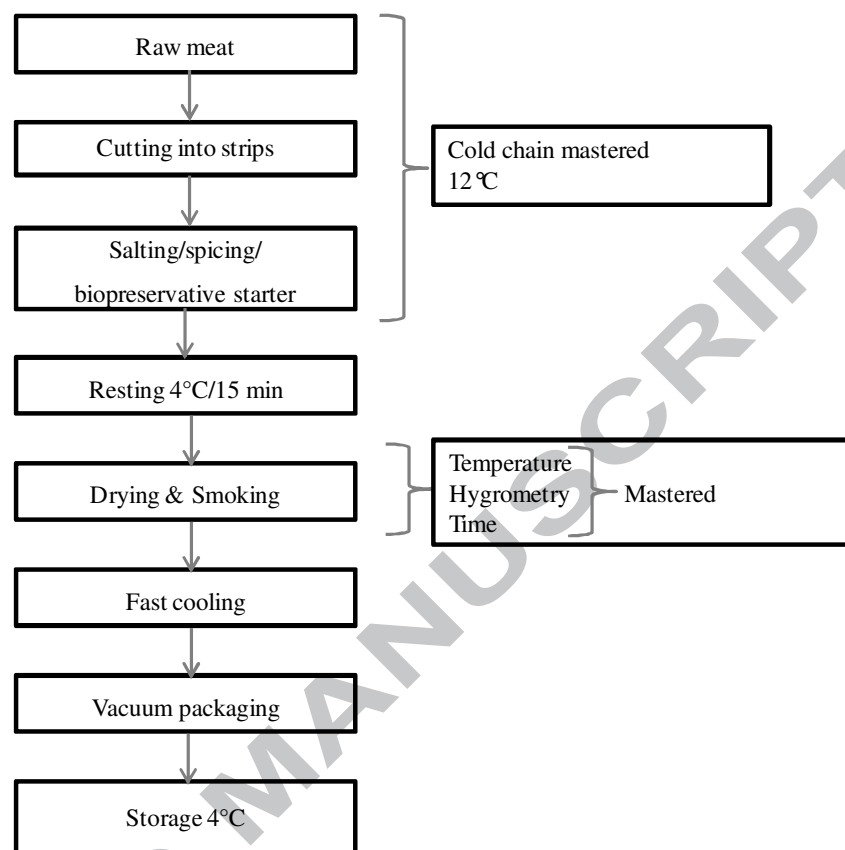 Raw meat
Cutting into strips
Cold chain mastered
12°C
Salting/spicing/
biopreservative starter
Resting 4°C/15 min
Drying & Smoking
Temperature
Hygrometry
Time
Mastered
Fast cooling
Vacuum packaging
Storage 4°C
MANUSCRIPT